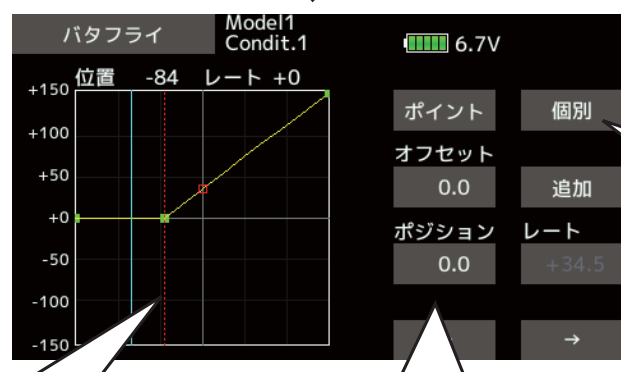 バタフライ
Model1
Condit.1
6.7V
位置 -84 レート +0
+150
+100
+50
+0
-50
-100
-150
ポイント 個別
オフセット
0.0 追加
ポジション レート
0.0 +34.5
→